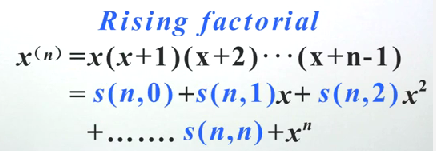 Rising factorial
x⁽ⁿ⁾ =x(x+1)(x+2)···(x+n-1)
= s(n,0)+s(n,1)x+ s(n,2)x²
+....... s(n,n)+xⁿ